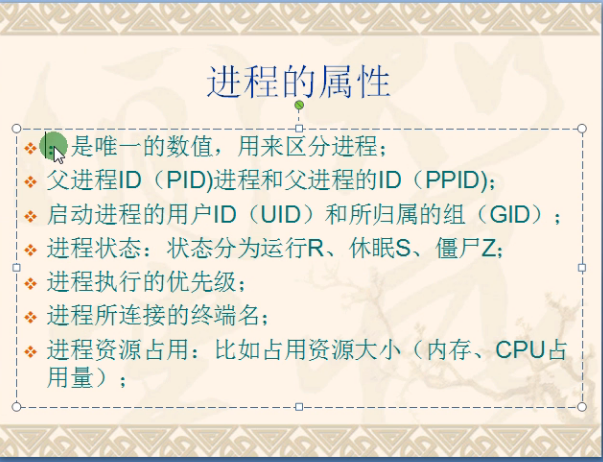 进程的属性
：是唯一的数值，用来区分进程；
父进程ID（PID)进程和父进程的ID（PPID);
启动进程的用户ID（UID）和所归属的组（GID）；
进程状态：状态分为运行R、休眠S、僵尸Z；
进程执行的优先级；
进程所连接的终端名；
进程资源占用：比如占用资源大小（内存、CPU占
用量）；